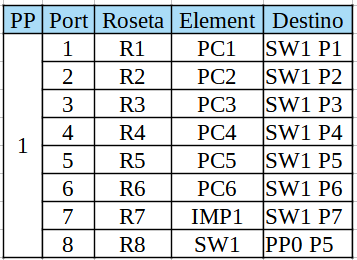 PP Port Roseta Element Destino
1 R1 PC1 SW1 P1
2 R2 PC2 SW1 P2
3 R3 PC3 SW1 P3
4 R4 PC4 SW1 P4
1
5 R5 PC5 SW1 P5
6 R6 PC6 SW1 P6
7 R7 IMP1 SW1 P7
8 R8 SW1 PP0 P5